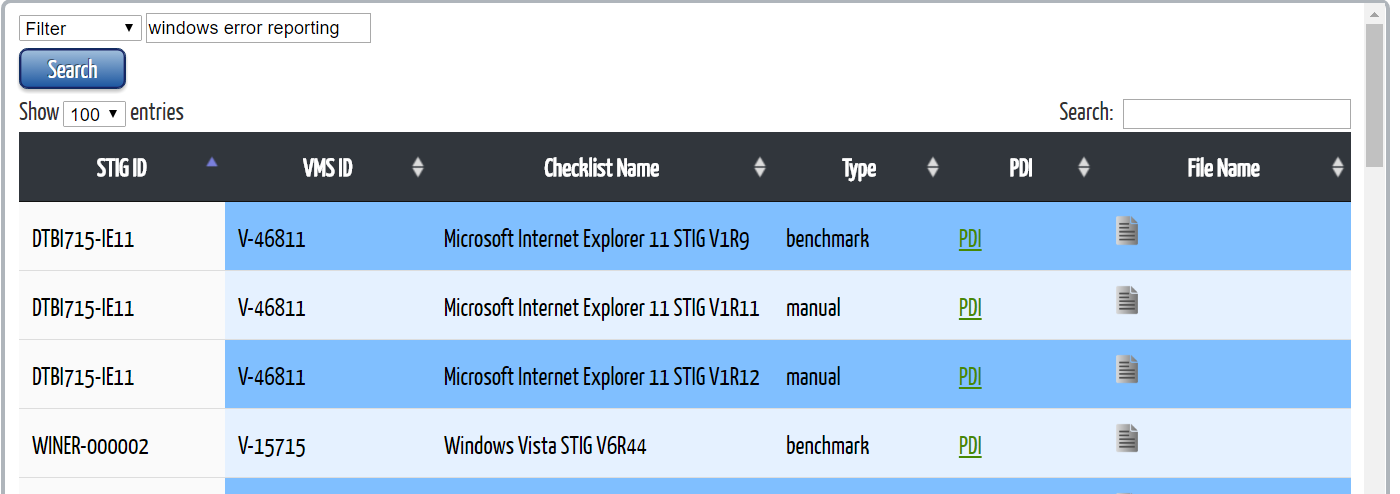 Filter windows error reporting
Search
Show 100 entries Search:
STIG ID VMS ID Checklist Name Type PDI File Name
DTBI715-IE11 V-46811 Microsoft Internet Explorer 11 STIG V1R9 benchmark PDI
DTBI715-IE11 V-46811 Microsoft Internet Explorer 11 STIG V1R11 manual PDI
DTBI715-IE11 V-46811 Microsoft Internet Explorer 11 STIG V1R12 manual PDI
WINER-000002 V-15715 Windows Vista STIG V6R44 benchmark PDI